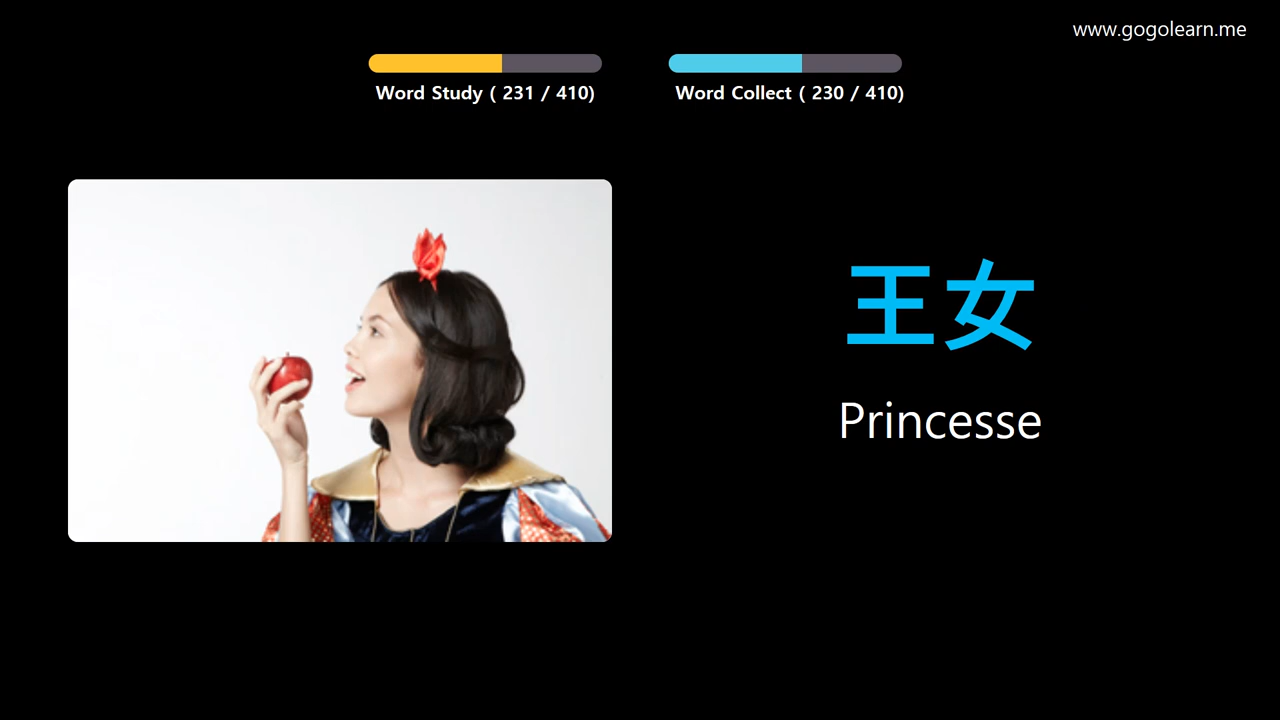 www.gogolearn.me
Word Study ( 231 / 410)
Word Collect ( 230 / 410)
王女
Princesse